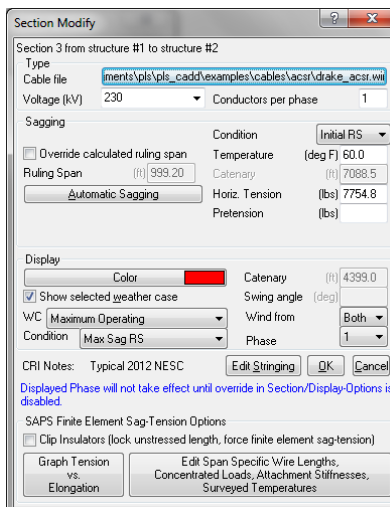 Section Modify
Section 3 from structure #1 to structure #2
Type
Cable file ments\pls\pls_cadd\examples\cables\acsr\drake_acsr.wir
Voltage (kV) 230 Conductors per phase 1
Sagging
Condition Initial RS
Override calculated ruling span Temperature (deg F) 60.0
Ruling Span (ft) 999.20 Catenary (ft) 7088.5
Automatic Sagging Horiz. Tension (lbs) 7754.8
Pretension (lbs)
Display
Color Catenary (ft) 4399.0
Show selected weather case Swing angle (deg)
WC Maximum Operating Wind from Both
Condition Max Sag RS Phase 1
CRI Notes: Typical 2012 NESC Edit Stringing OK Cancel
Displayed Phase will not take effect until override in Section/Display-Options is
disabled.
SAPS Finite Element Sag-Tension Options
Clip Insulators (lock unstressed length, force finite element sag-tension)
Graph Tension
vs.
Elongation
Edit Span Specific Wire Lengths,
Concentrated Loads, Attachment Stiffnesses,
Surveyed Temperatures